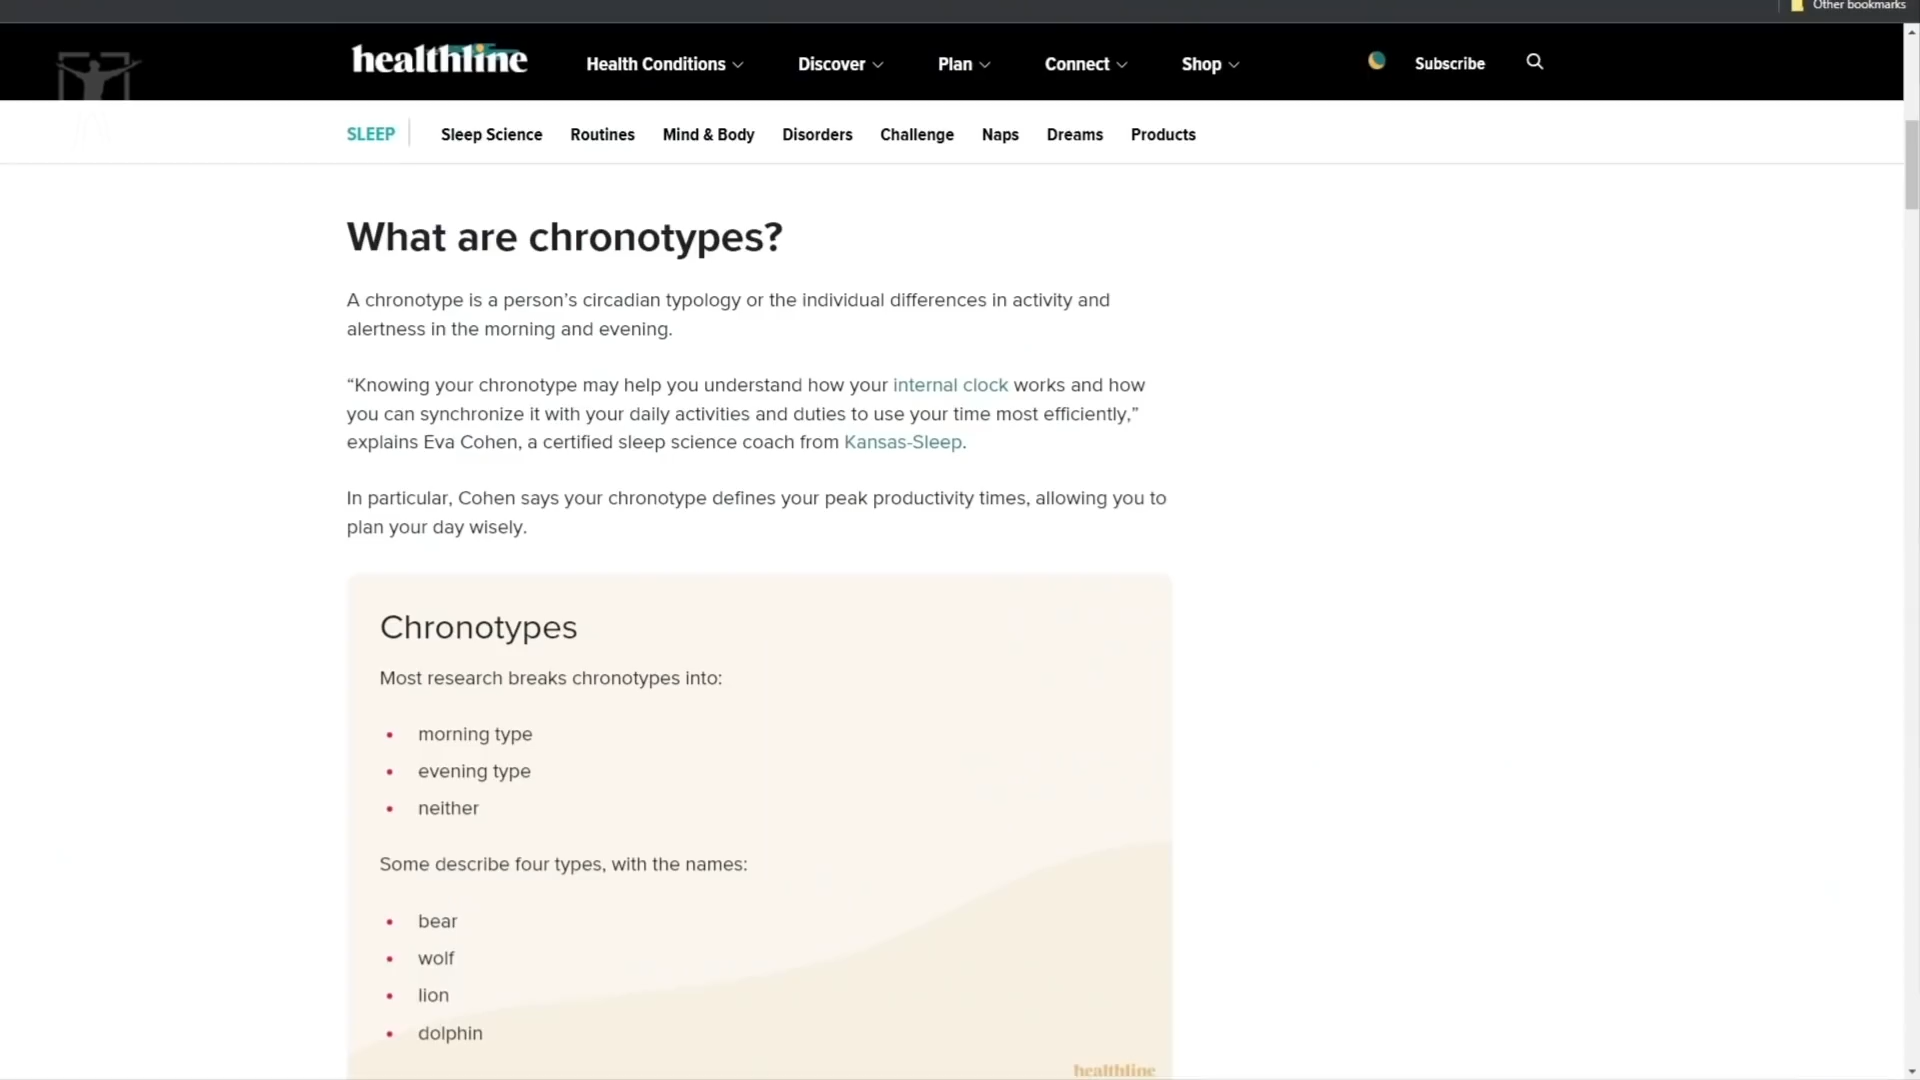 Other bookmarks
healthline
Health Conditions
Discover
Plan
Connect
Shop
Subscribe
SLEEP
Sleep Science
Routines
Mind & Body
Disorders
Challenge
Naps
Dreams
Products
What are chronotypes?
A chronotype is a person’s circadian typology or the individual differences in activity and
alertness in the morning and evening.
“Knowing your chronotype may help you understand how your internal clock works and how
you can synchronize it with your daily activities and duties to use your time most efficiently,”
explains Eva Cohen, a certified sleep science coach from Kansas-Sleep.
In particular, Cohen says your chronotype defines your peak productivity times, allowing you to
plan your day wisely.
Chronotypes
Most research breaks chronotypes into:
• morning type
• evening type
• neither
Some describe four types, with the names:
• bear
• wolf
• lion
• dolphin
healthline